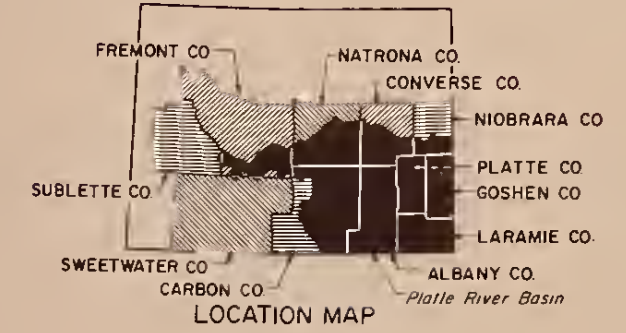 FREMONT CO.
NATRONA CO.
CONVERSE CO.
NIOBRARA CO
PLATTE CO.
GOSHEN CO
SUBLETTE CO.
LARAMIE CO.
SWEETWATER CO
ALBANY CO.
CARBON CO.
Platte River Basin
LOCATION MAP